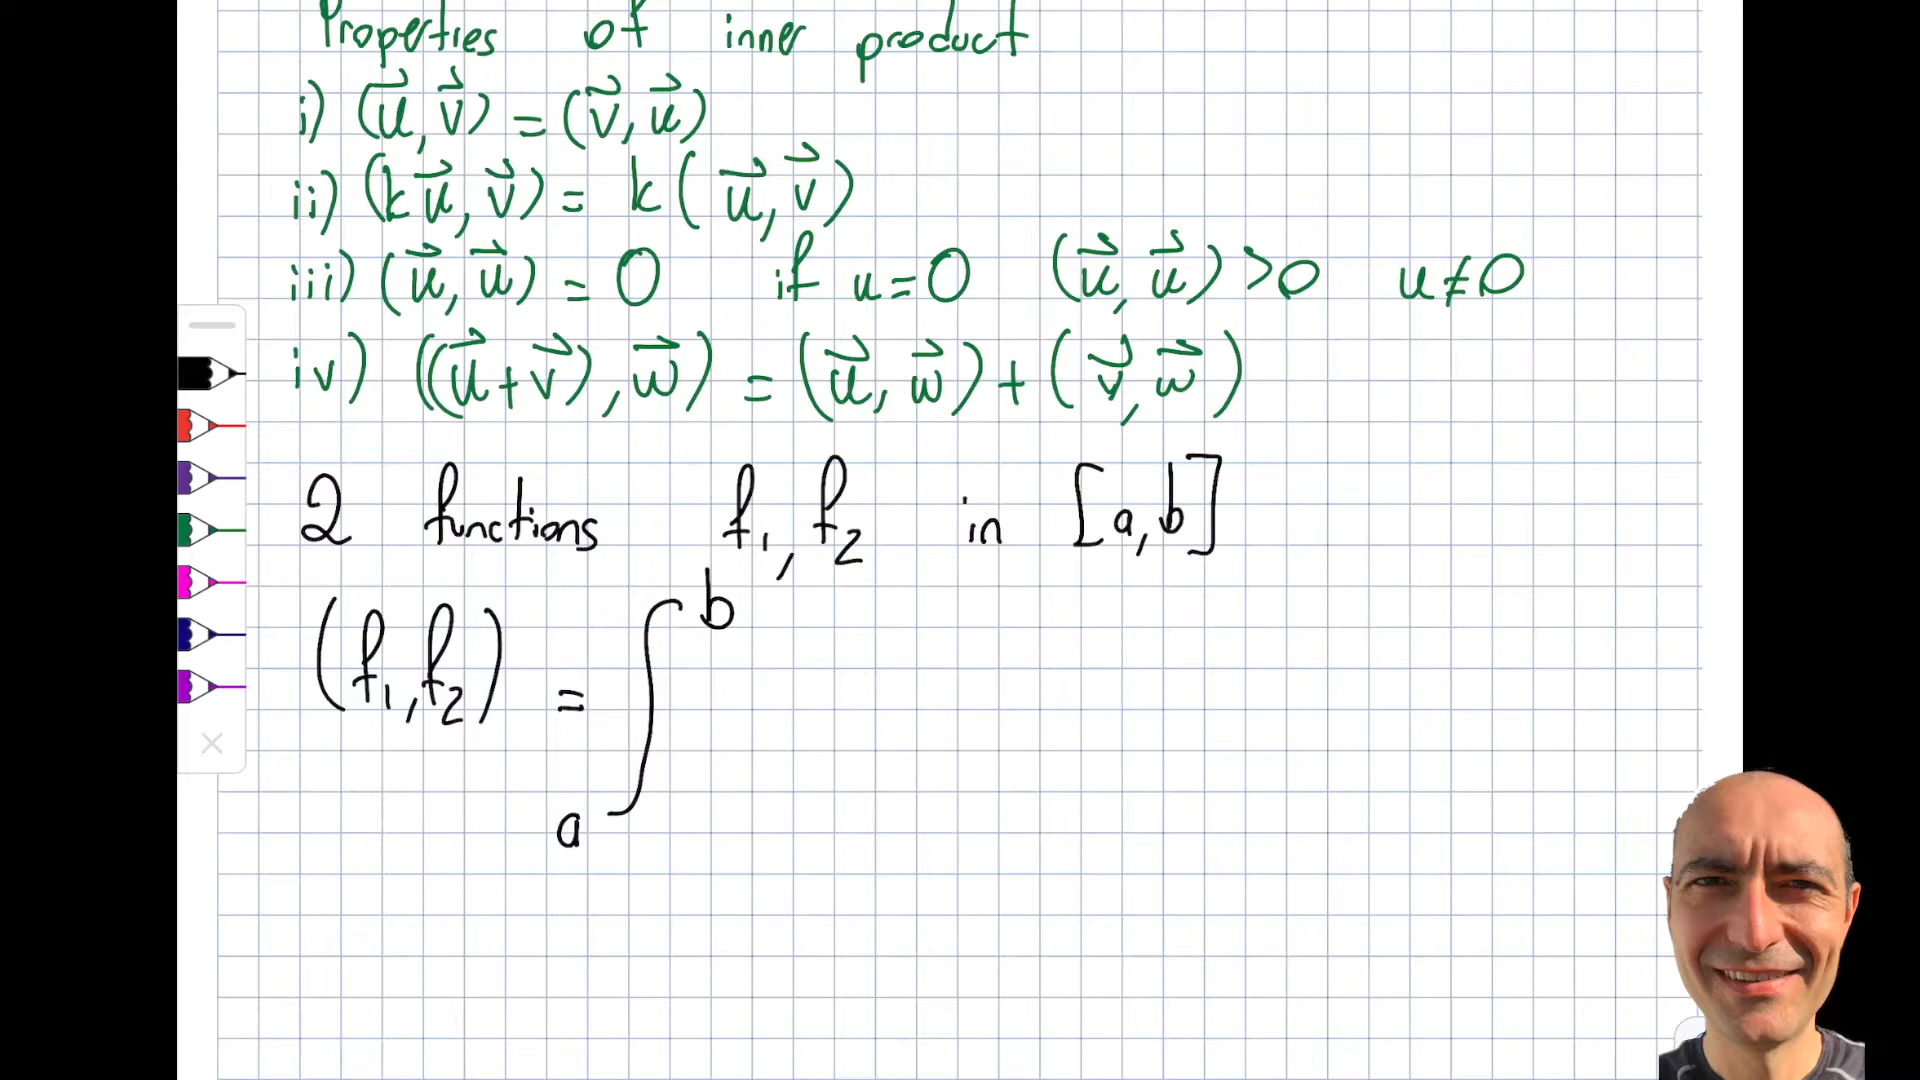 Properties of inner product
i) (u⃗, v⃗) = (v⃗, u⃗)
ii) (k u⃗, v⃗) = k (u⃗, v⃗)
iii) (u⃗, u⃗) = 0 if u = 0 (u⃗, u⃗) > 0 u ≠ 0
iv) ((u⃗ + v⃗), w⃗) = (u⃗, w⃗) + (v⃗, w⃗)
2 functions f₁, f₂ in [a, b]
(f₁, f₂) = ∫ₐᵇ